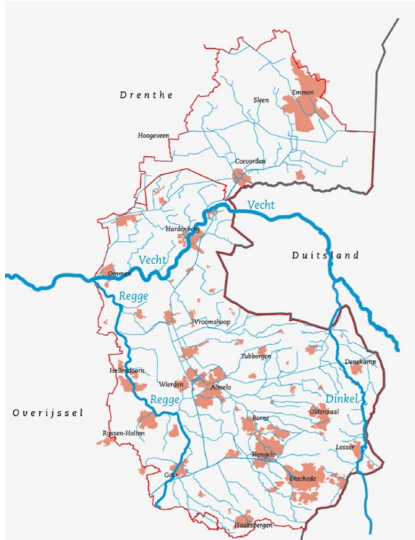 Drenthe
Emmen
Sleen
Hoogeveen
Coevorden
Vecht
Hardenberg
Duitsland
Vecht
Ommen
Regge
Vroomshoop
Tubbergen
Denekamp
Hellendoorn
Wierden
Almelo
Regge
Dinkel
Overijssel
Oldenzaal
Borne
Rijssen-Holten
Losser
Hengelo
Goor
Enschede
Haaksbergen